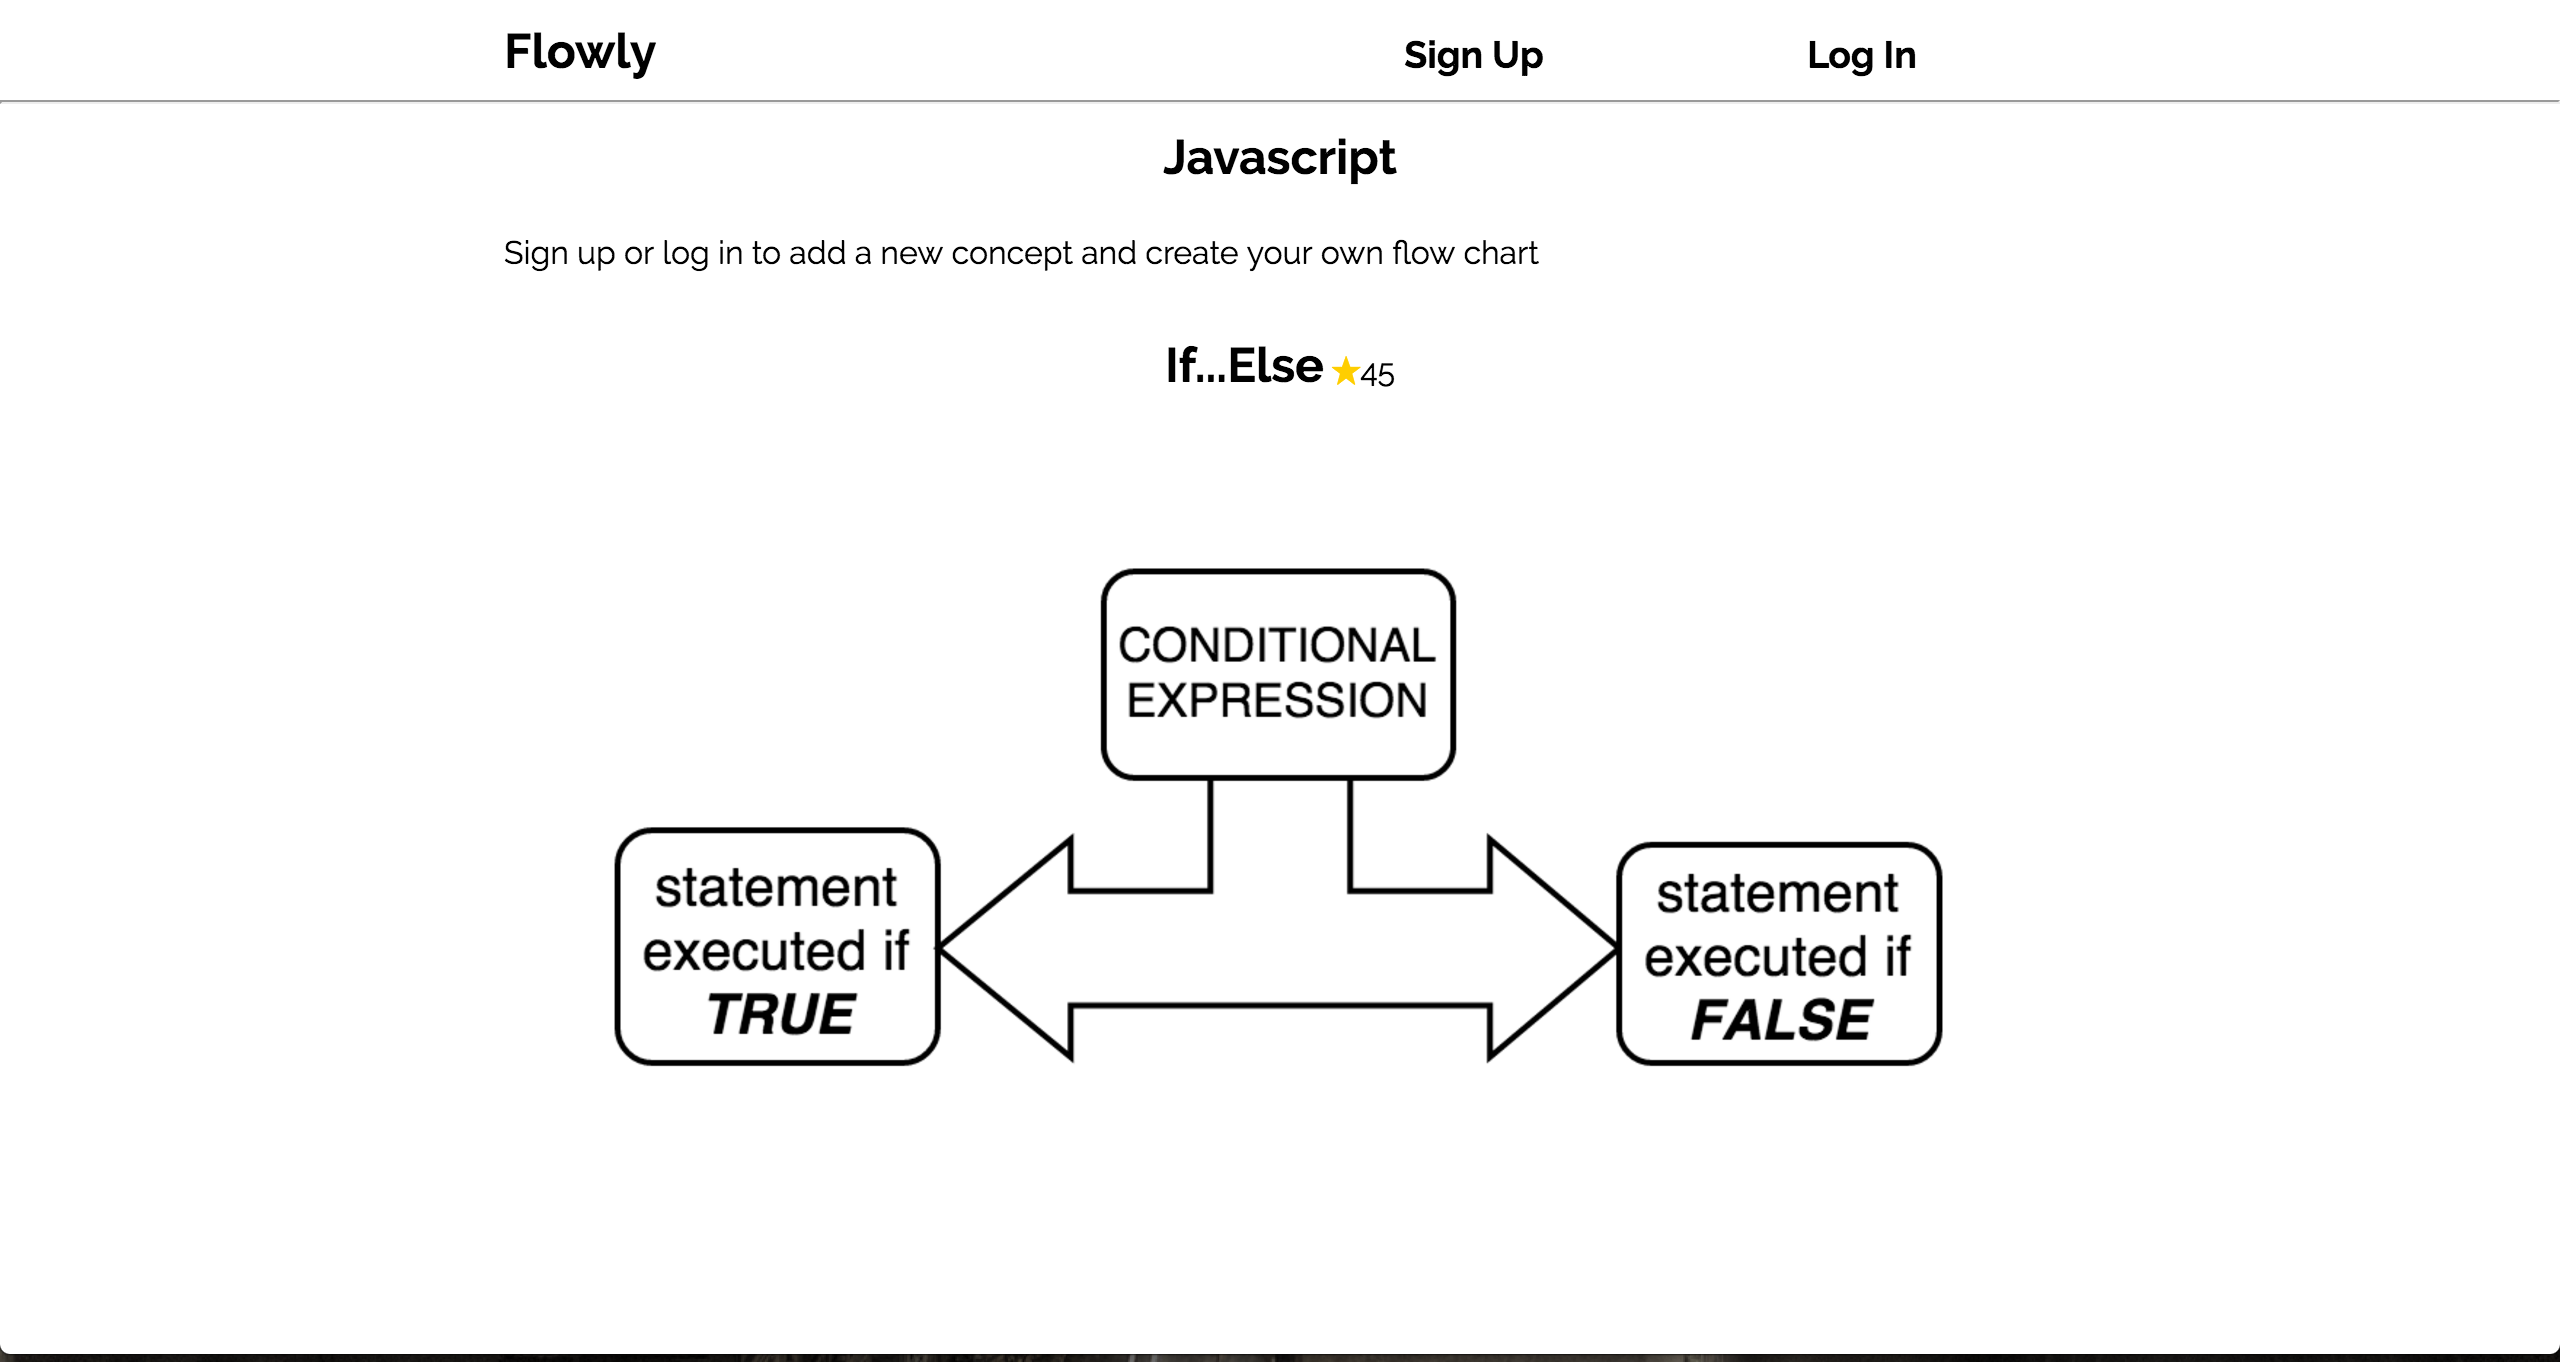 Flowly
Sign Up
Log In
Javascript
Sign up or log in to add a new concept and create your own flow chart
If...Else ★45
CONDITIONAL
EXPRESSION
statement
executed if
TRUE
statement
executed if
FALSE